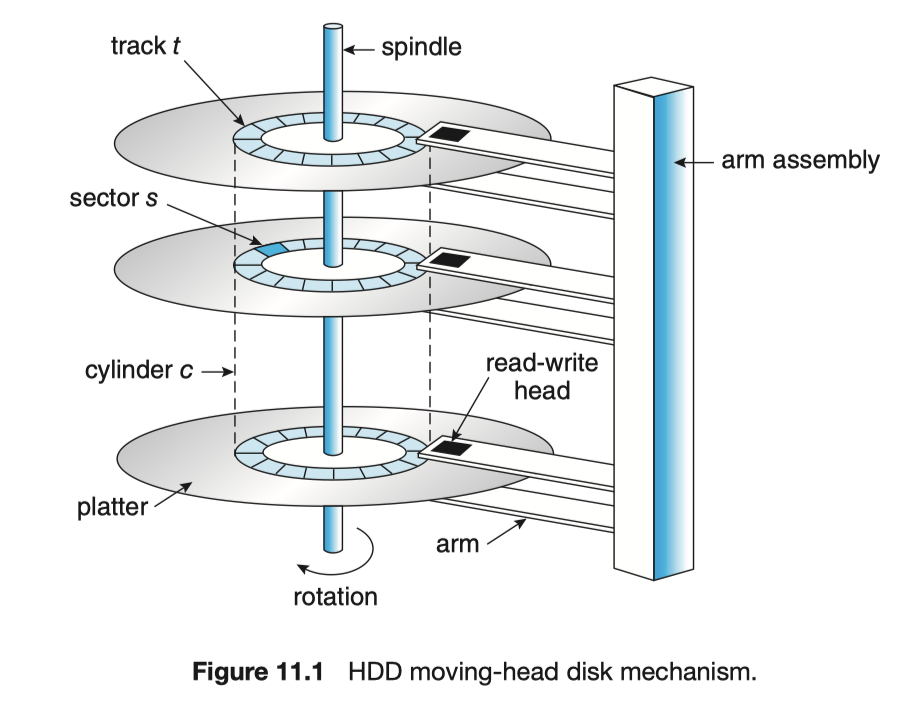 track t
spindle
arm assembly
sector s
cylinder c
read-write
head
platter
arm
rotation
Figure 11.1 HDD moving-head disk mechanism.